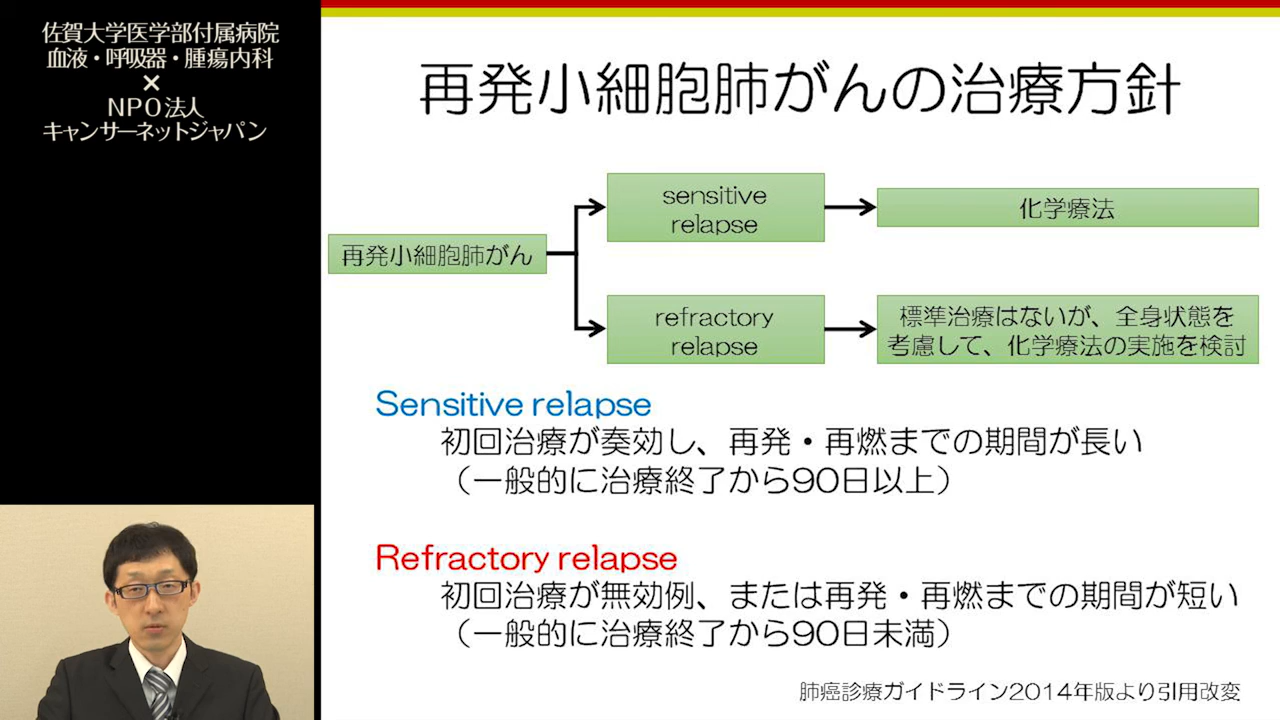 佐賀大学医学部付属病院
血液・呼吸器・腫瘍内科
×
NPO法人
キャンサーネットジャパン
再発小細胞肺がんの治療方針
再発小細胞肺がん
sensitive
relapse
化学療法
refractory
relapse
標準治療はないが、全身状態を
考慮して、化学療法の実施を検討
Sensitive relapse
初回治療が奏効し、再発・再燃までの期間が長い
（一般的に治療終了から90日以上）
Refractory relapse
初回治療が無効例、または再発・再燃までの期間が短い
（一般的に治療終了から90日未満）
肺癌診療ガイドライン2014年版より引用改変